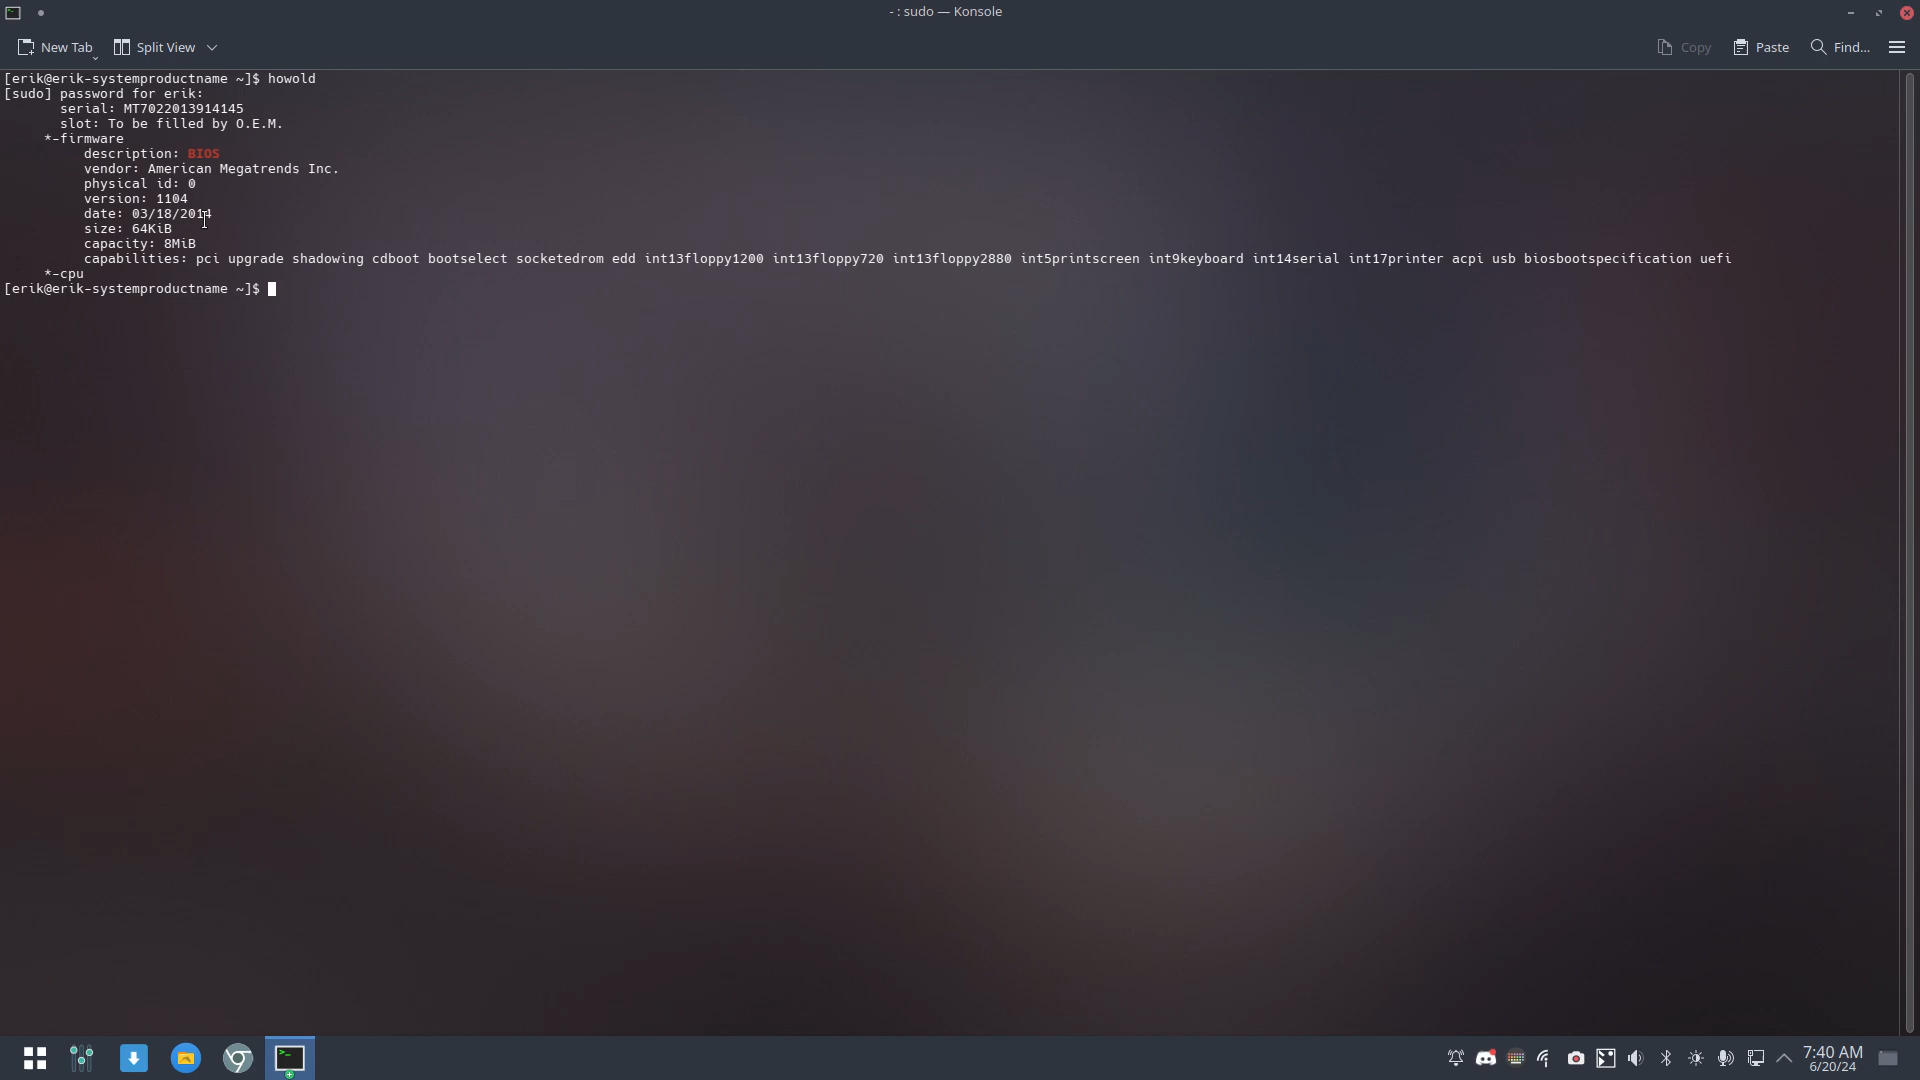 - : sudo — Konsole
New Tab
Split View
Copy
Paste
Find...
[erik@erik-systemproductname ~]$ howold
[sudo] password for erik:
serial: MT7022013914145
slot: To be filled by O.E.M.
*-firmware
description: BIOS
vendor: American Megatrends Inc.
physical id: 0
version: 1104
date: 03/18/2014
size: 64KiB
capacity: 8MiB
capabilities: pci upgrade shadowing cdboot bootselect socketedrom edd int13floppy1200 int13floppy720 int13floppy2880 int5printscreen int9keyboard int14serial int17printer acpi usb biosbootspecification uefi
*-cpu
[erik@erik-systemproductname ~]$
7:40 AM
6/20/24